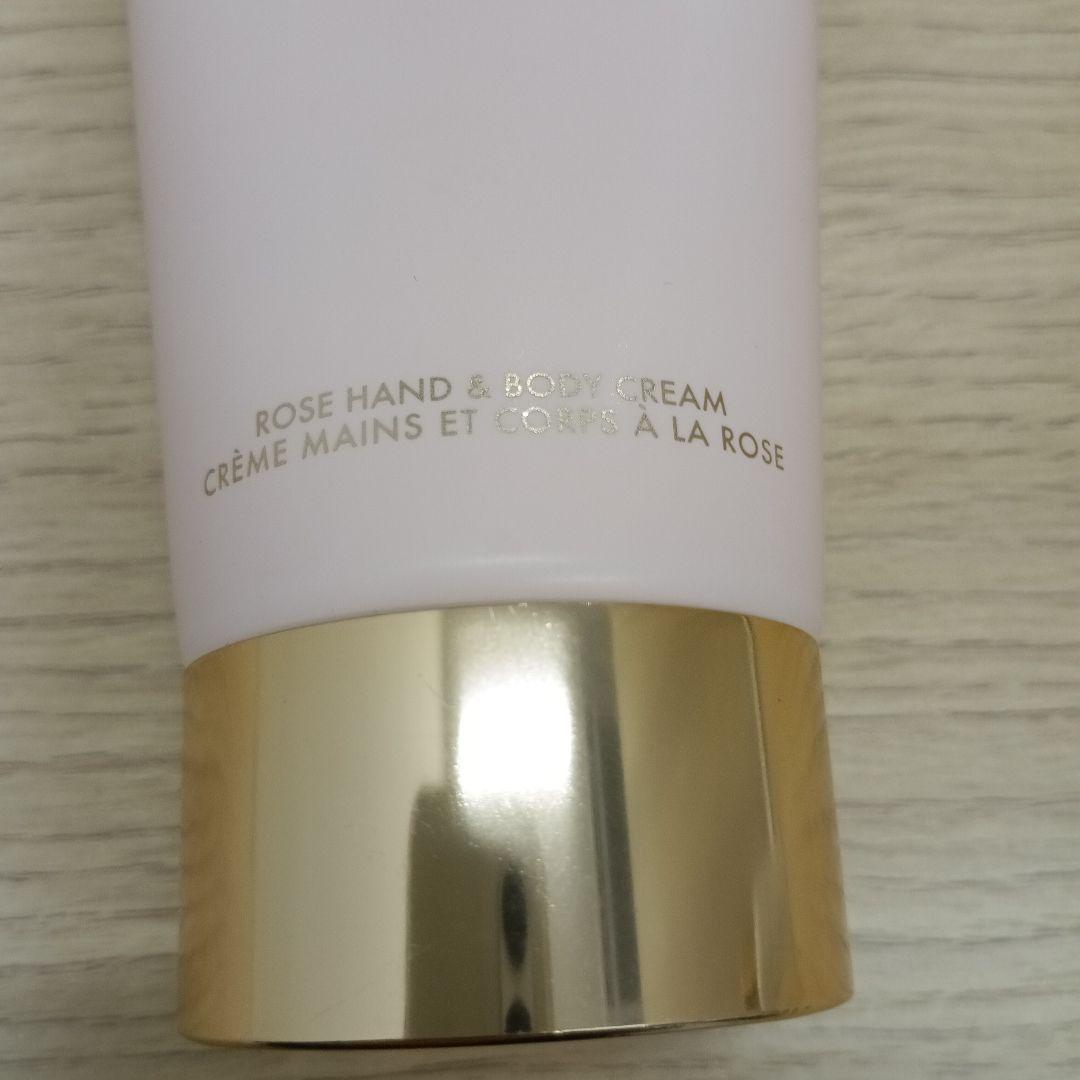 ROSE HAND & BODY CREAM
CRÈME MAINS ET CORPS À LA ROSE